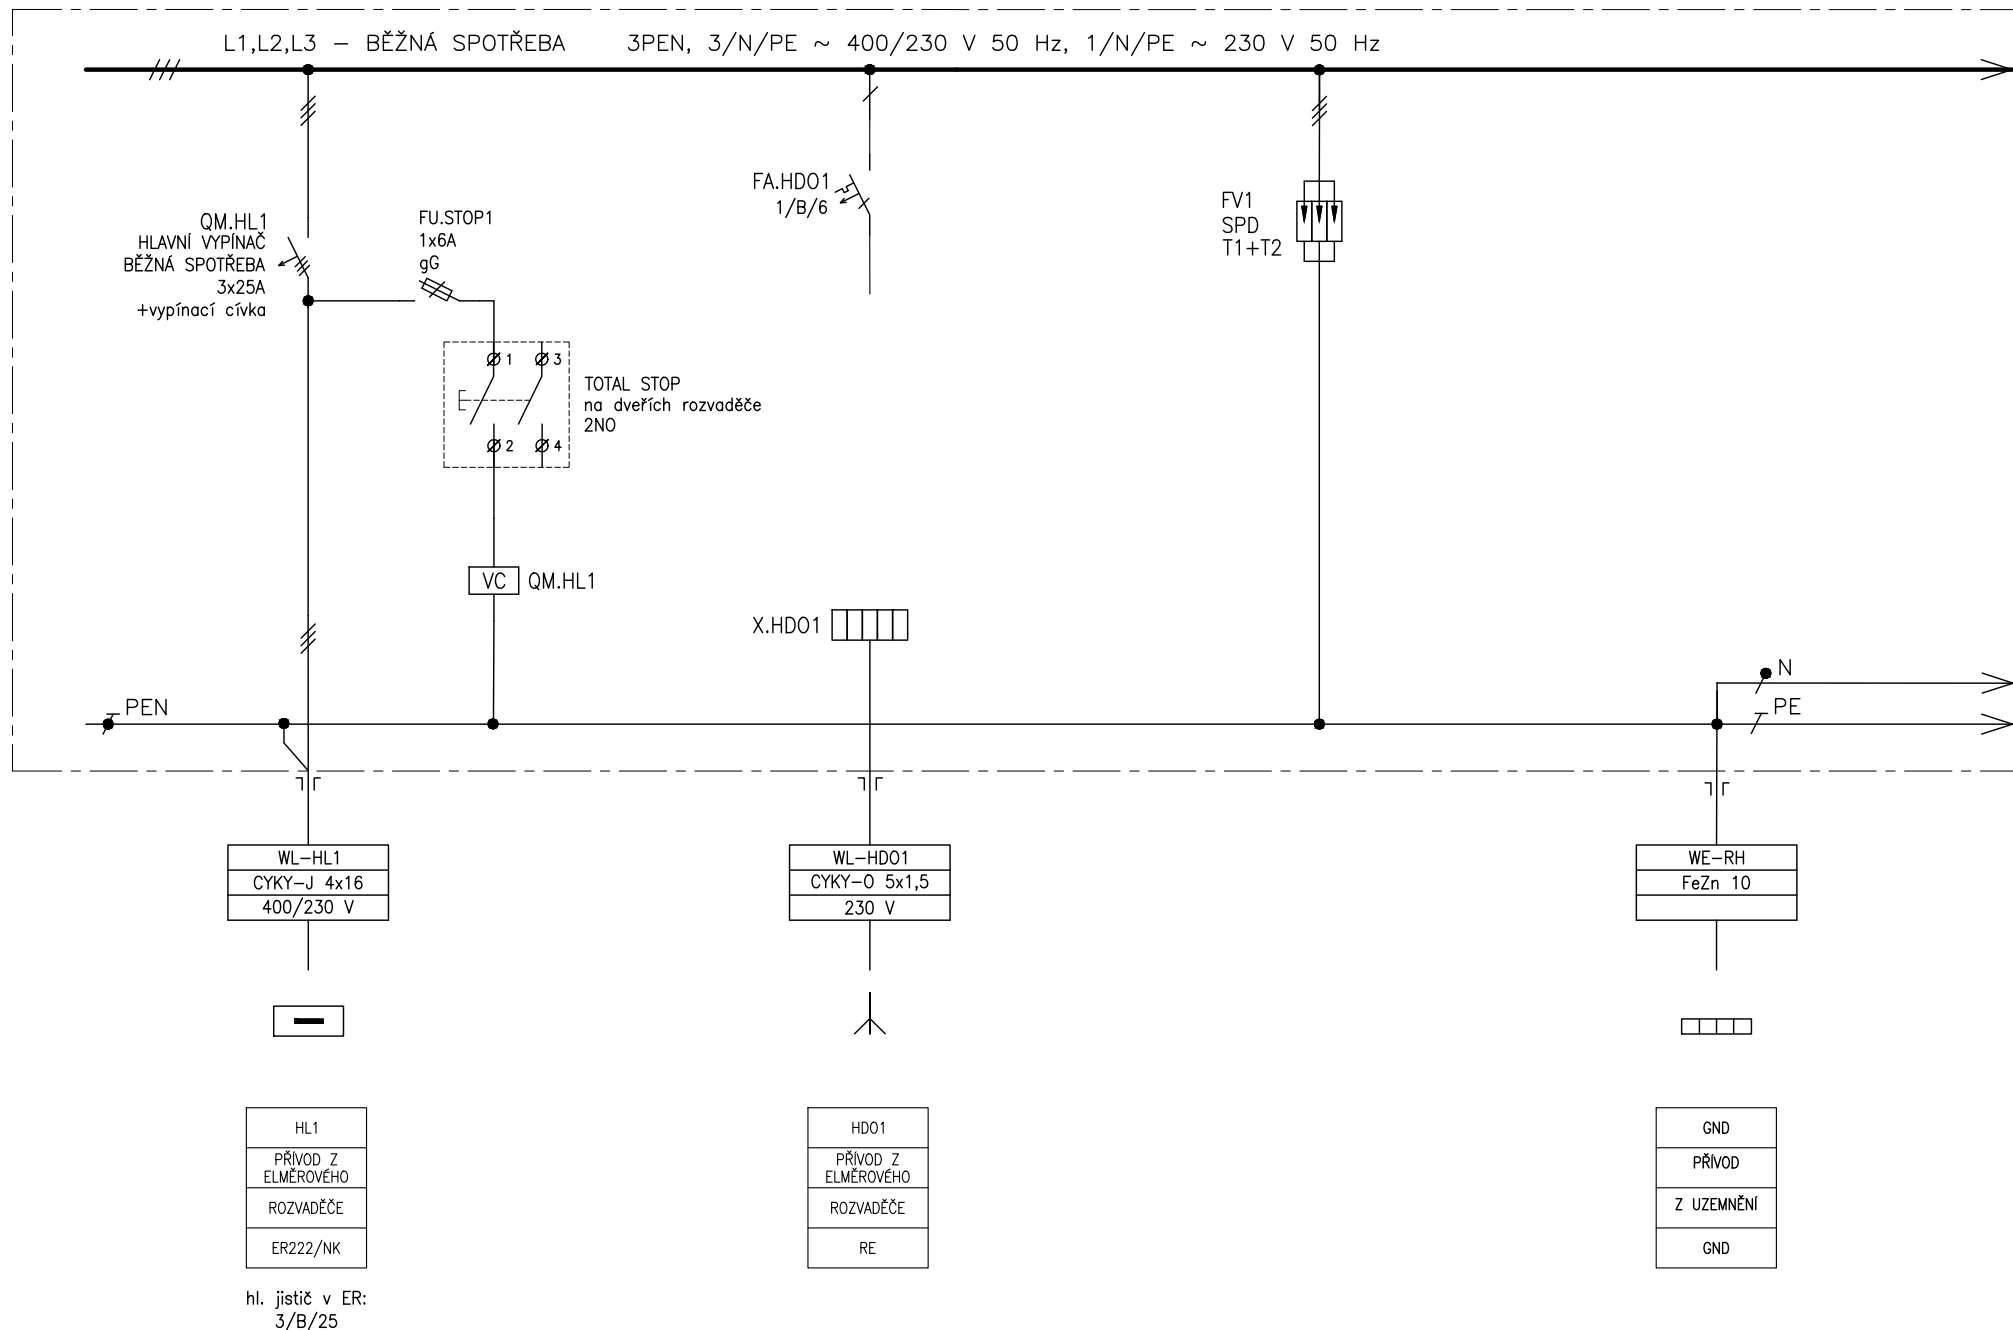 L1,L2,L3 – BĚŽNÁ SPOTŘEBA 3PEN, 3/N/PE ~ 400/230 V 50 Hz, 1/N/PE ~ 230 V 50 Hz
QM.HL1
HLAVNÍ VYPÍNAČ
BĚŽNÁ SPOTŘEBA
3x25A
+vypínací cívka
FU.STOP1
1x6A
gG
1
3
2
4
TOTAL STOP
na dveřích rozvaděče
2NO
VC
QM.HL1
FA.HDO1
1/B/6
X.HDO1
FV1
SPD
T1+T2
PEN
N
PE
WL–HL1
CYKY–J 4x16
400/230 V
WL–HDO1
CYKY–O 5x1,5
230 V
WE–RH
FeZn 10
HL1
PŘÍVOD Z
ELMĚROVÉHO
ROZVADĚČE
ER222/NK
hl. jistič v ER:
3/B/25
HDO1
PŘÍVOD Z
ELMĚROVÉHO
ROZVADĚČE
RE
GND
PŘÍVOD
Z UZEMNĚNÍ
GND